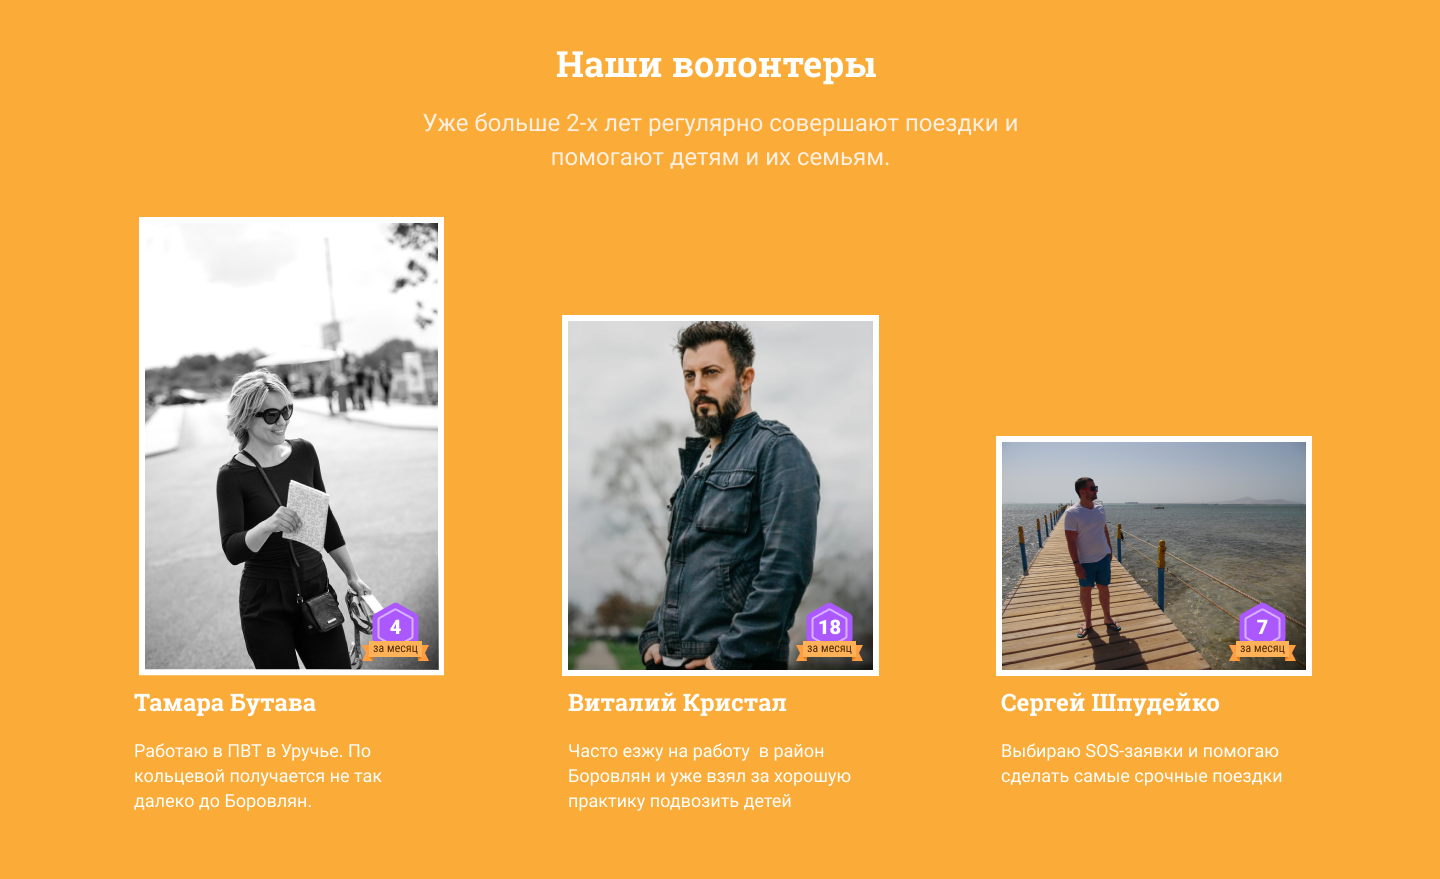 Наши волонтеры
Уже больше 2-х лет регулярно совершают поездки и
помогают детям и их семьям.
4
за месяц
18
за месяц
7
за месяц
Тамара Бутава
Работаю в ПВТ в Уручье. По
кольцевой получается не так
далеко до Боровлян.
Виталий Кристал
Часто езжу на работу  в район
Боровлян и уже взял за хорошую
практику подвозить детей
Сергей Шпудейко
Выбираю SOS-заявки и помогаю
сделать самые срочные поездки